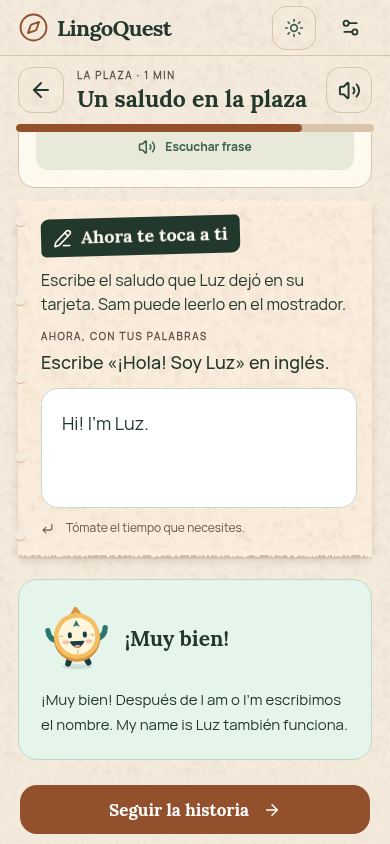 LingoQuest
LA PLAZA · 1 MIN
Un saludo en la plaza
Escuchar frase
Ahora te toca a ti
Escribe el saludo que Luz dejó en su
tarjeta. Sam puede leerlo en el mostrador.
AHORA, CON TUS PALABRAS
Escribe «¡Hola! Soy Luz» en inglés.
Hi! I'm Luz.
Tómate el tiempo que necesites.
¡Muy bien!
¡Muy bien! Después de I am o I'm escribimos
el nombre. My name is Luz también funciona.
Seguir la historia